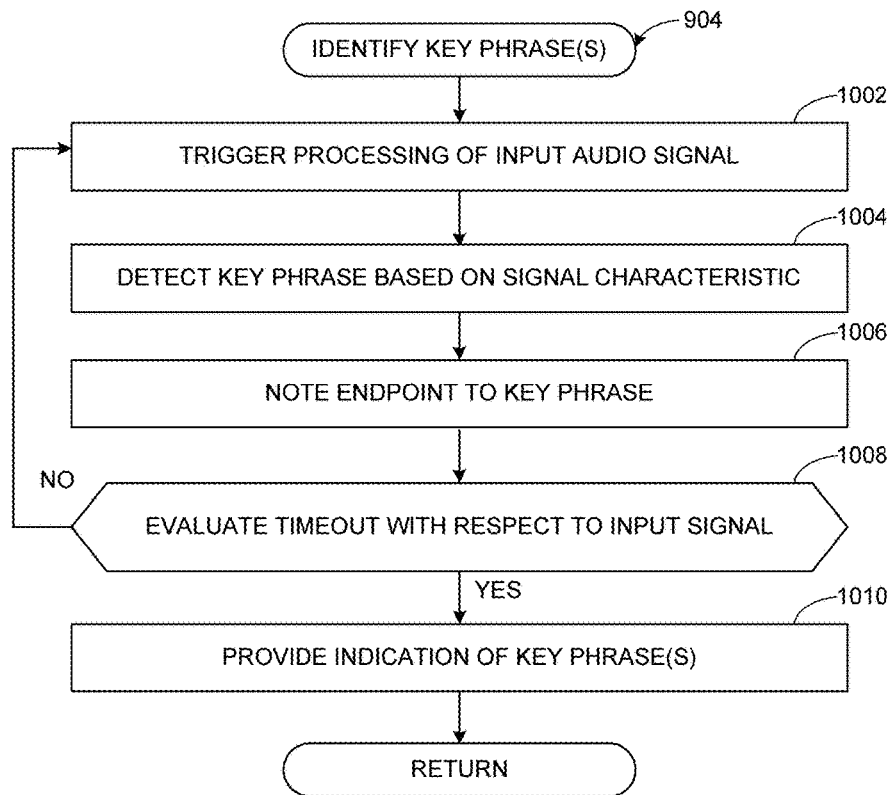 904
IDENTIFY KEY PHRASE(S)
1002
TRIGGER PROCESSING OF INPUT AUDIO SIGNAL
1004
DETECT KEY PHRASE BASED ON SIGNAL CHARACTERISTIC
1006
NOTE ENDPOINT TO KEY PHRASE
1008
NO
EVALUATE TIMEOUT WITH RESPECT TO INPUT SIGNAL
YES
1010
PROVIDE INDICATION OF KEY PHRASE(S)
RETURN